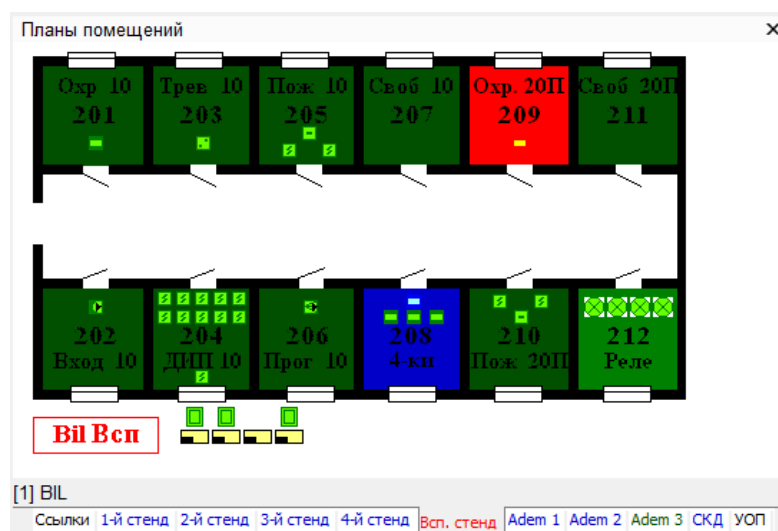 Планы помещений
Охр 10 Трев 10 Пож 10 Своб 10 Охр. 20П Своб 20П
201 203 205 207 209 211
202 204 206 208 210 212
Вход 10 ДИП 10 Прог 10 4-кп Пож 20П Реле
Bil Всп
[1] BIL
Ссылки 1-й стенд 2-й стенд 3-й стенд 4-й стенд Всп. стенд Adem 1 Adem 2 Adem 3 СКД УОП